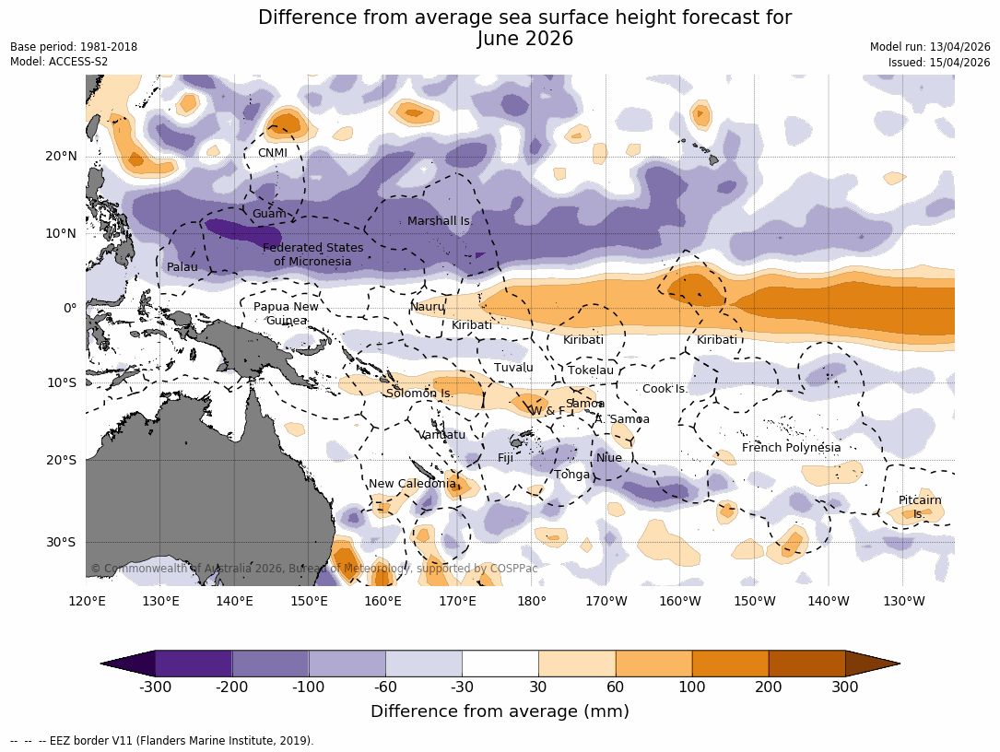 Difference from average sea surface height forecast for
June 2026
Base period: 1981-2018
Model: ACCESS-S2
Model run: 13/04/2026
Issued: 15/04/2026
20°N
10°N
0°
10°S
20°S
30°S
CNMI
Guam
Marshall Is.
Federated States
of Micronesia
Palau
Papua New
Guinea
Nauru
Kiribati
Kiribati
Kiribati
Tuvalu
Tokelau
Cook Is.
Solomon Is.
Samoa
W & F
A. Samoa
Vanuatu
French Polynesia
Fiji
Niue
Tonga
New Caledonia
Pitcairn
Is.
© Commonwealth of Australia 2026, Bureau of Meteorology, supported by COSPPac
120°E 130°E 140°E 150°E 160°E 170°E 180° 170°W 160°W 150°W 140°W 130°W
-300 -200 -100 -60 -30 30 60 100 200 300
Difference from average (mm)
-- -- -- EEZ border V11 (Flanders Marine Institute, 2019).